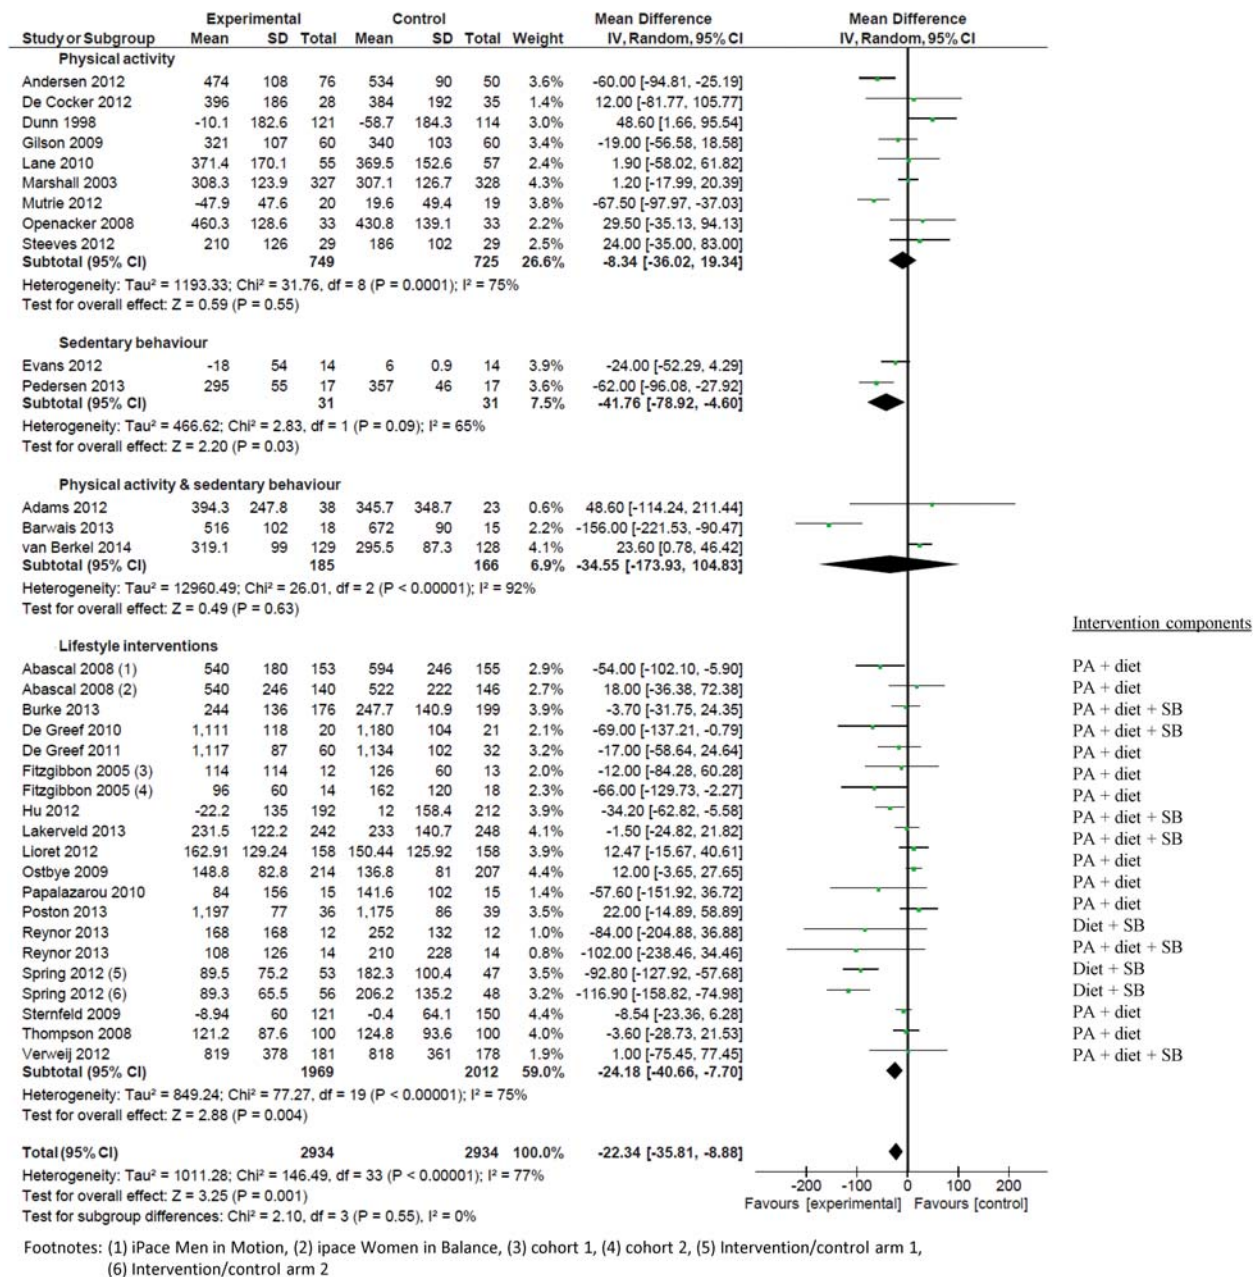 Experimental Control Mean Difference Mean Difference
Study or Subgroup Mean SD Total Mean SD Total Weight IV, Random, 95% CI IV, Random, 95% CI
Physical activity
Andersen 2012 474 108 76 534 90 50 3.6% -60.00 [-94.81, -25.19]
De Cocker 2012 396 186 28 384 192 35 1.4% 12.00 [-81.77, 105.77]
Dunn 1998 -10.1 182.6 121 -58.7 184.3 114 3.0% 48.60 [1.66, 95.54]
Gilson 2009 321 107 60 340 103 60 3.4% -19.00 [-56.58, 18.58]
Lane 2010 371.4 170.1 55 369.5 152.6 57 2.4% 1.90 [-58.02, 61.82]
Marshall 2003 308.3 123.9 327 307.1 126.7 328 4.3% 1.20 [-17.99, 20.39]
Mutrie 2012 -47.9 47.6 20 19.6 49.4 19 3.8% -67.50 [-97.97, -37.03]
Openacker 2008 460.3 128.6 33 430.8 139.1 33 2.2% 29.50 [-35.13, 94.13]
Steeves 2012 210 126 29 186 102 29 2.5% 24.00 [-35.00, 83.00]
Subtotal (95% CI) 749 725 26.6% -8.34 [-36.02, 19.34]
Heterogeneity: Tau² = 1193.33; Chi² = 31.76, df = 8 (P = 0.0001); I² = 75%
Test for overall effect: Z = 0.59 (P = 0.55)
Sedentary behaviour
Evans 2012 -18 54 14 6 0.9 14 3.9% -24.00 [-52.29, 4.29]
Pedersen 2013 295 55 17 357 46 17 3.6% -62.00 [-96.08, -27.92]
Subtotal (95% CI) 31 31 7.5% -41.76 [-78.92, -4.60]
Heterogeneity: Tau² = 466.62; Chi² = 2.83, df = 1 (P = 0.09); I² = 65%
Test for overall effect: Z = 2.20 (P = 0.03)
Physical activity & sedentary behaviour
Adams 2012 394.3 247.8 38 345.7 348.7 23 0.6% 48.60 [-114.24, 211.44]
Barwais 2013 516 102 18 672 90 15 2.2% -156.00 [-221.53, -90.47]
van Berkel 2014 319.1 99 129 295.5 87.3 128 4.1% 23.60 [0.78, 46.42]
Subtotal (95% CI) 185 166 6.9% -34.55 [-173.93, 104.83]
Heterogeneity: Tau² = 12960.49; Chi² = 26.01, df = 2 (P < 0.00001); I² = 92%
Test for overall effect: Z = 0.49 (P = 0.63)
Intervention components
Lifestyle interventions
Abascal 2008 (1) 540 180 153 594 246 155 2.9% -54.00 [-102.10, -5.90] PA + diet
Abascal 2008 (2) 540 246 140 522 222 146 2.7% 18.00 [-36.38, 72.38] PA + diet
Burke 2013 244 136 176 247.7 140.9 199 3.9% -3.70 [-31.75, 24.35] PA + diet + SB
De Greef 2010 1,111 118 20 1,180 104 21 2.1% -69.00 [-137.21, -0.79] PA + diet + SB
De Greef 2011 1,117 87 60 1,134 102 32 3.2% -17.00 [-58.64, 24.64] PA + diet
Fitzgibbon 2005 (3) 114 114 12 126 60 13 2.0% -12.00 [-84.28, 60.28] PA + diet
Fitzgibbon 2005 (4) 96 60 14 162 120 18 2.3% -66.00 [-129.73, -2.27] PA + diet
Hu 2012 -22.2 135 192 12 158.4 212 3.9% -34.20 [-62.82, -5.58] PA + diet + SB
Lakerveld 2013 231.5 122.2 242 233 140.7 248 4.1% -1.50 [-24.82, 21.82] PA + diet + SB
Lioret 2012 162.91 129.24 158 150.44 125.92 158 3.9% 12.47 [-15.67, 40.61] PA + diet
Ostbye 2009 148.8 82.8 214 136.8 81 207 4.4% 12.00 [-3.65, 27.65] PA + diet
Papalazarou 2010 84 156 15 141.6 102 15 1.4% -57.60 [-151.92, 36.72] PA + diet
Poston 2013 1,197 77 36 1,175 86 39 3.5% 22.00 [-14.89, 58.89] Diet + SB
Reynor 2013 168 168 12 252 132 12 1.0% -84.00 [-204.88, 36.88] PA + diet + SB
Reynor 2013 108 126 14 210 228 14 0.8% -102.00 [-238.46, 34.46] Diet + SB
Spring 2012 (5) 89.5 75.2 53 182.3 100.4 47 3.5% -92.80 [-127.92, -57.68] Diet + SB
Spring 2012 (6) 89.3 65.5 56 206.2 135.2 48 3.2% -116.90 [-158.82, -74.98] PA + diet
Sternfeld 2009 -8.94 60 121 -0.4 64.1 150 4.4% -8.54 [-23.36, 6.28] PA + diet
Thompson 2008 121.2 87.6 100 124.8 93.6 100 4.0% -3.60 [-28.73, 21.53] PA + diet + SB
Verweij 2012 819 378 181 818 361 178 1.9% 1.00 [-75.45, 77.45]
Subtotal (95% CI) 1969 2012 59.0% -24.18 [-40.66, -7.70]
Heterogeneity: Tau² = 849.24; Chi² = 77.27, df = 19 (P < 0.00001); I² = 75%
Test for overall effect: Z = 2.88 (P = 0.004)
Total (95% CI) 2934 2934 100.0% -22.34 [-35.81, -8.88]
Heterogeneity: Tau² = 1011.28; Chi² = 146.49, df = 33 (P < 0.00001); I² = 77%
Test for overall effect: Z = 3.25 (P = 0.001)
Test for subgroup differences: Chi² = 2.10, df = 3 (P = 0.55), I² = 0%
-200 -100 0 100 200
Favours [experimental] Favours [control]
Footnotes: (1) iPace Men in Motion, (2) ipace Women in Balance, (3) cohort 1, (4) cohort 2, (5) Intervention/control arm 1,
(6) Intervention/control arm 2